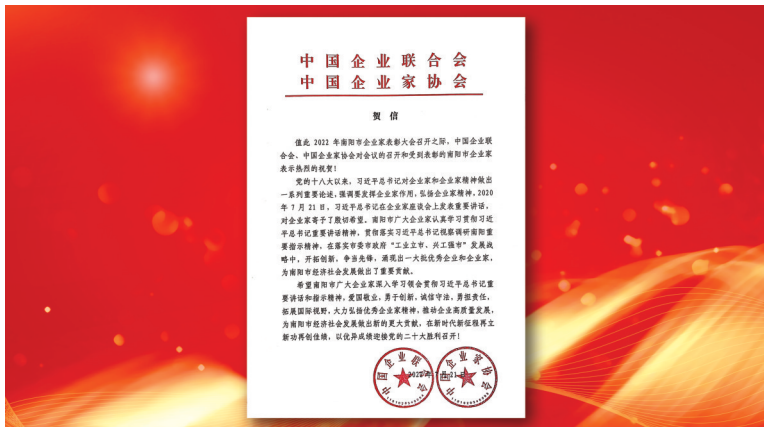 中国企业联合会
中国企业家协会
贺信
值此 2022 年南阳市企业家表彰大会召开之际，中国企业联
合会、中国企业家协会对会议的召开和受到表彰的南阳市企业家
表示热烈的祝贺！
党的十八大以来，习近平总书记对企业家和企业家精神做出
一系列重要论述，强调要发挥企业家作用，弘扬企业家精神。2020
年 7 月 21 日，习近平总书记在企业家座谈会上发表重要讲话，
对企业家寄予了殷切希望。南阳市广大企业家认真学习贯彻习近
平总书记重要讲话精神，贯彻落实习近平总书记视察调研南阳重
要指示精神，在落实市委市政府“工业立市、兴工强市”发展战
略中，开拓创新，争当先锋，涌现出一大批优秀企业和企业家，
为南阳市经济社会发展做出了重要贡献。
希望南阳市广大企业家深入学习领会贯彻习近平总书记重
要讲话和指示精神，爱国敬业，勇于创新，诚信守法，勇担责任，
拓展国际视野，大力弘扬优秀企业家精神，推动企业高质量发展，
为南阳市经济社会发展做出新的更大贡献，在新时代新征程再立
新功再创佳绩，以优异成绩迎接党的二十大胜利召开！
中国企业联合会
中国企业家协会
2022 年 7 月 21 日